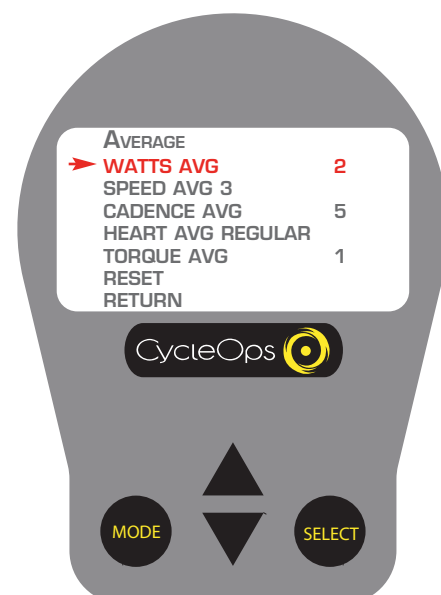 AVERAGE
WATTS AVG 2
SPEED AVG 3
CADENCE AVG 5
HEART AVG REGULAR
TORQUE AVG 1
RESET
RETURN
CycleOps
MODE
SELECT